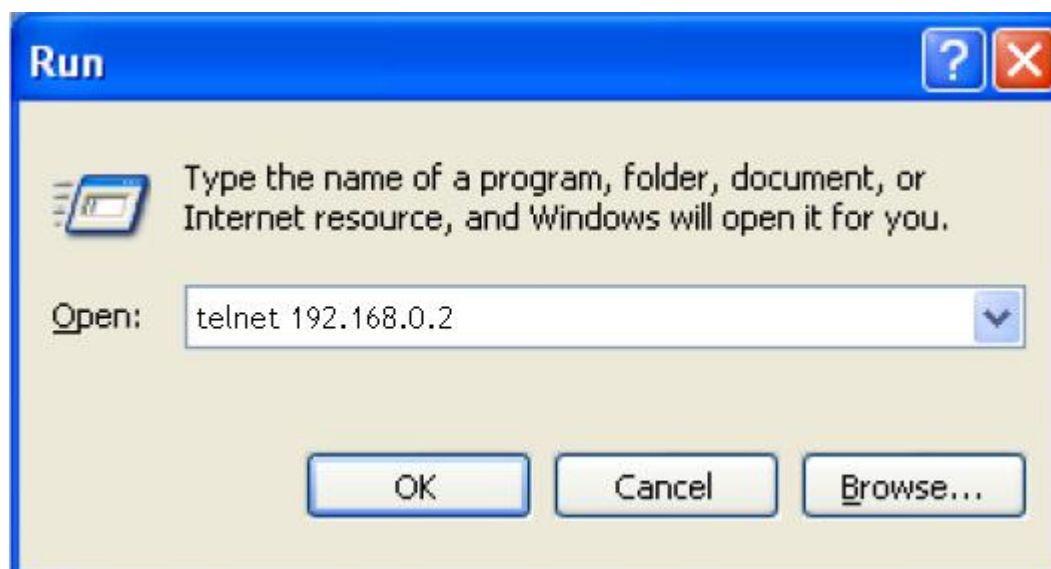 Run
Type the name of a program, folder, document, or
Internet resource, and Windows will open it for you.
Open: telnet 192.168.0.2
OK Cancel Browse...